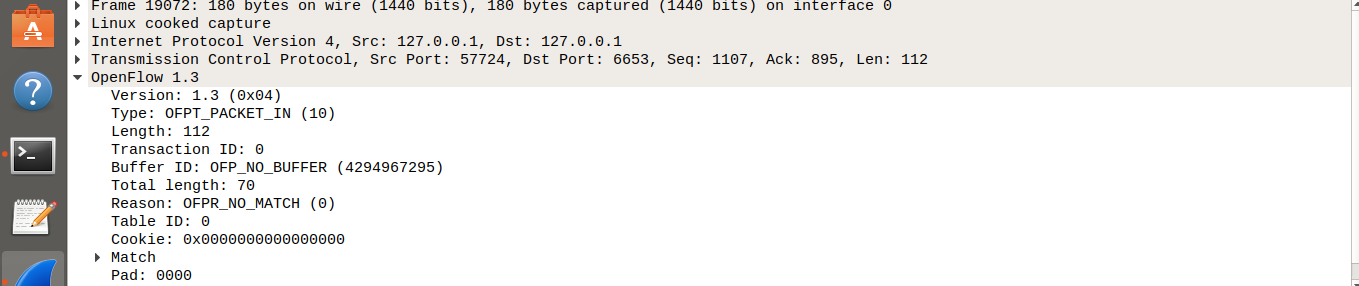 Frame 19072: 180 bytes on wire (1440 bits), 180 bytes captured (1440 bits) on interface 0
Linux cooked capture
Internet Protocol Version 4, Src: 127.0.0.1, Dst: 127.0.0.1
Transmission Control Protocol, Src Port: 57724, Dst Port: 6653, Seq: 1107, Ack: 895, Len: 112
OpenFlow 1.3
Version: 1.3 (0x04)
Type: OFPT_PACKET_IN (10)
Length: 112
Transaction ID: 0
Buffer ID: OFP_NO_BUFFER (4294967295)
Total length: 70
Reason: OFPR_NO_MATCH (0)
Table ID: 0
Cookie: 0x0000000000000000
Match
Pad: 0000